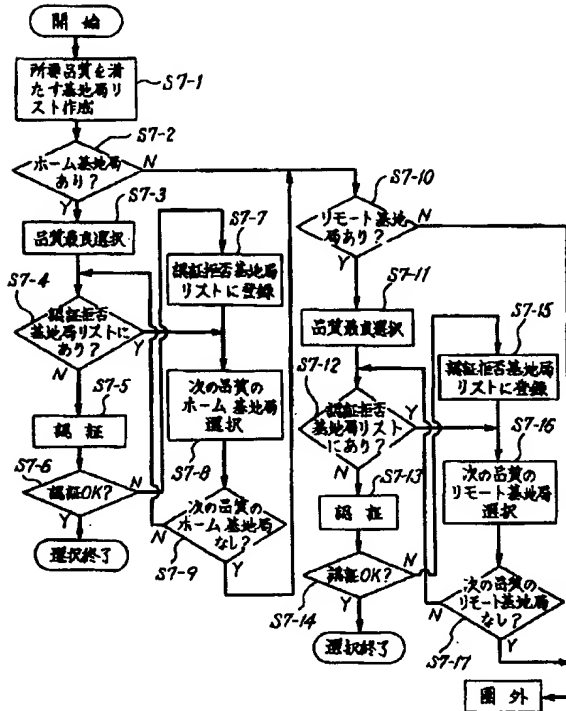 開始
所要品質を満
たす基地局リ
スト作成
S7-1
S7-2
ホーム基地局
あり?
N
Y
S7-3
品質最良選択
S7-4
認証拒否
基地局リストに
あり?
Y
N
S7-5
認証
S7-6
認証OK?
N
Y
選択終了
S7-7
認証拒否基地局
リストに登録
次の品質の
ホーム基地局
選択
S7-8
次の品質の
ホーム基地局
なし?
N
S7-9
Y
S7-10
リモート基地
局あり?
N
Y
S7-11
品質最良選択
S7-12
認証拒否
基地局リスト
にあり?
Y
N
S7-13
認証
認証OK?
N
S7-14
Y
選択終了
S7-15
認証拒否基地局
リストに登録
S7-16
次の品質の
リモート基地局
選択
次の品質の
リモート基地局
なし?
N
Y
S7-17
圏外